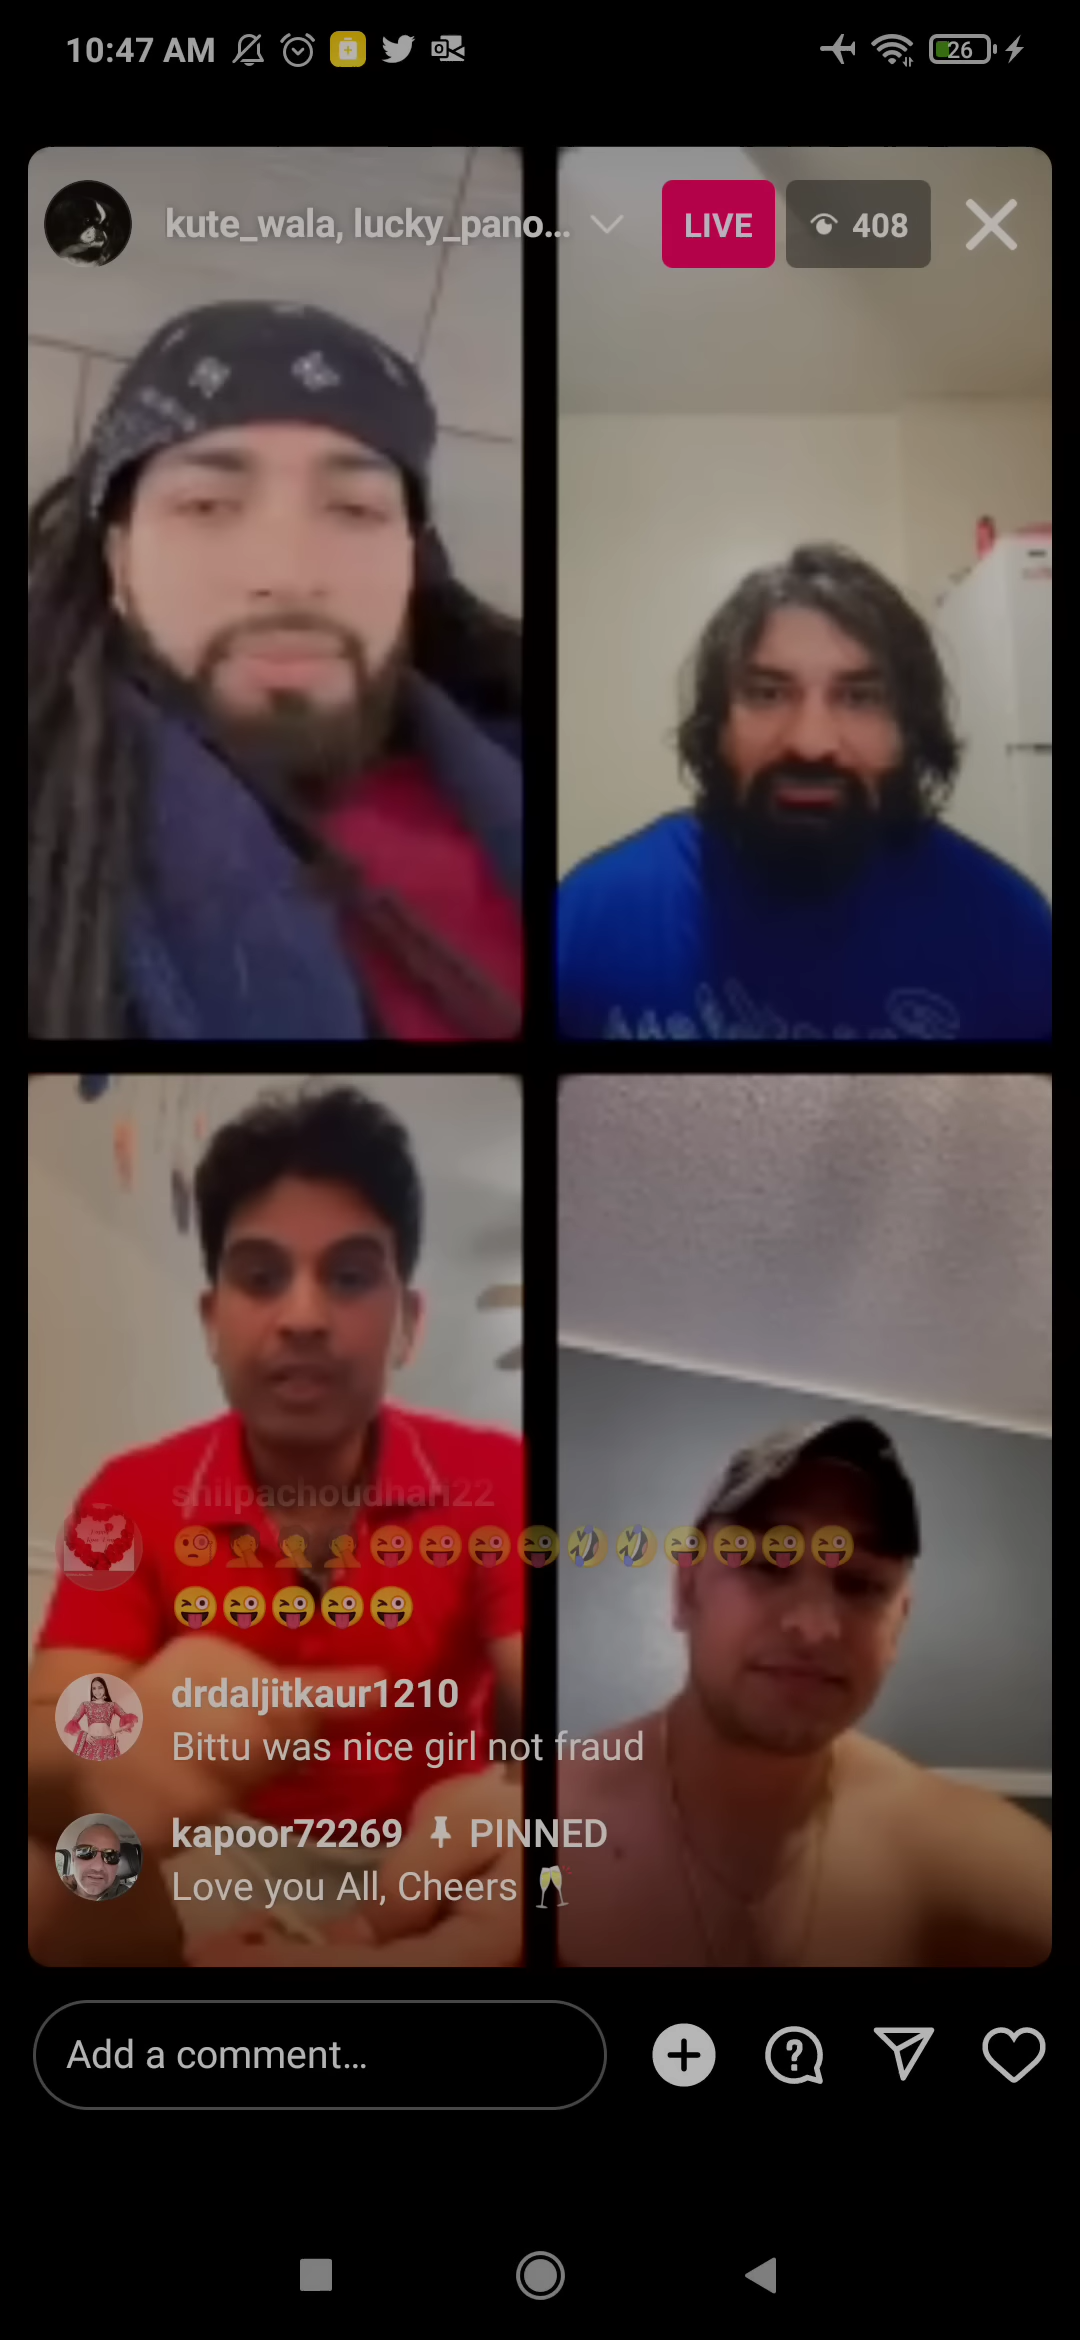 10:47 AM
26
kute_wala, lucky_pano...
LIVE
408
shilpachoudhari22
🧐🤦🤦🤦😜😜😜😜🤣🤣😜😜😜😜
😜😜😜😜😜
drdaljitkaur1210
Bittu was nice girl not fraud
kapoor72269 PINNED
Love you All, Cheers 🥂
Add a comment...